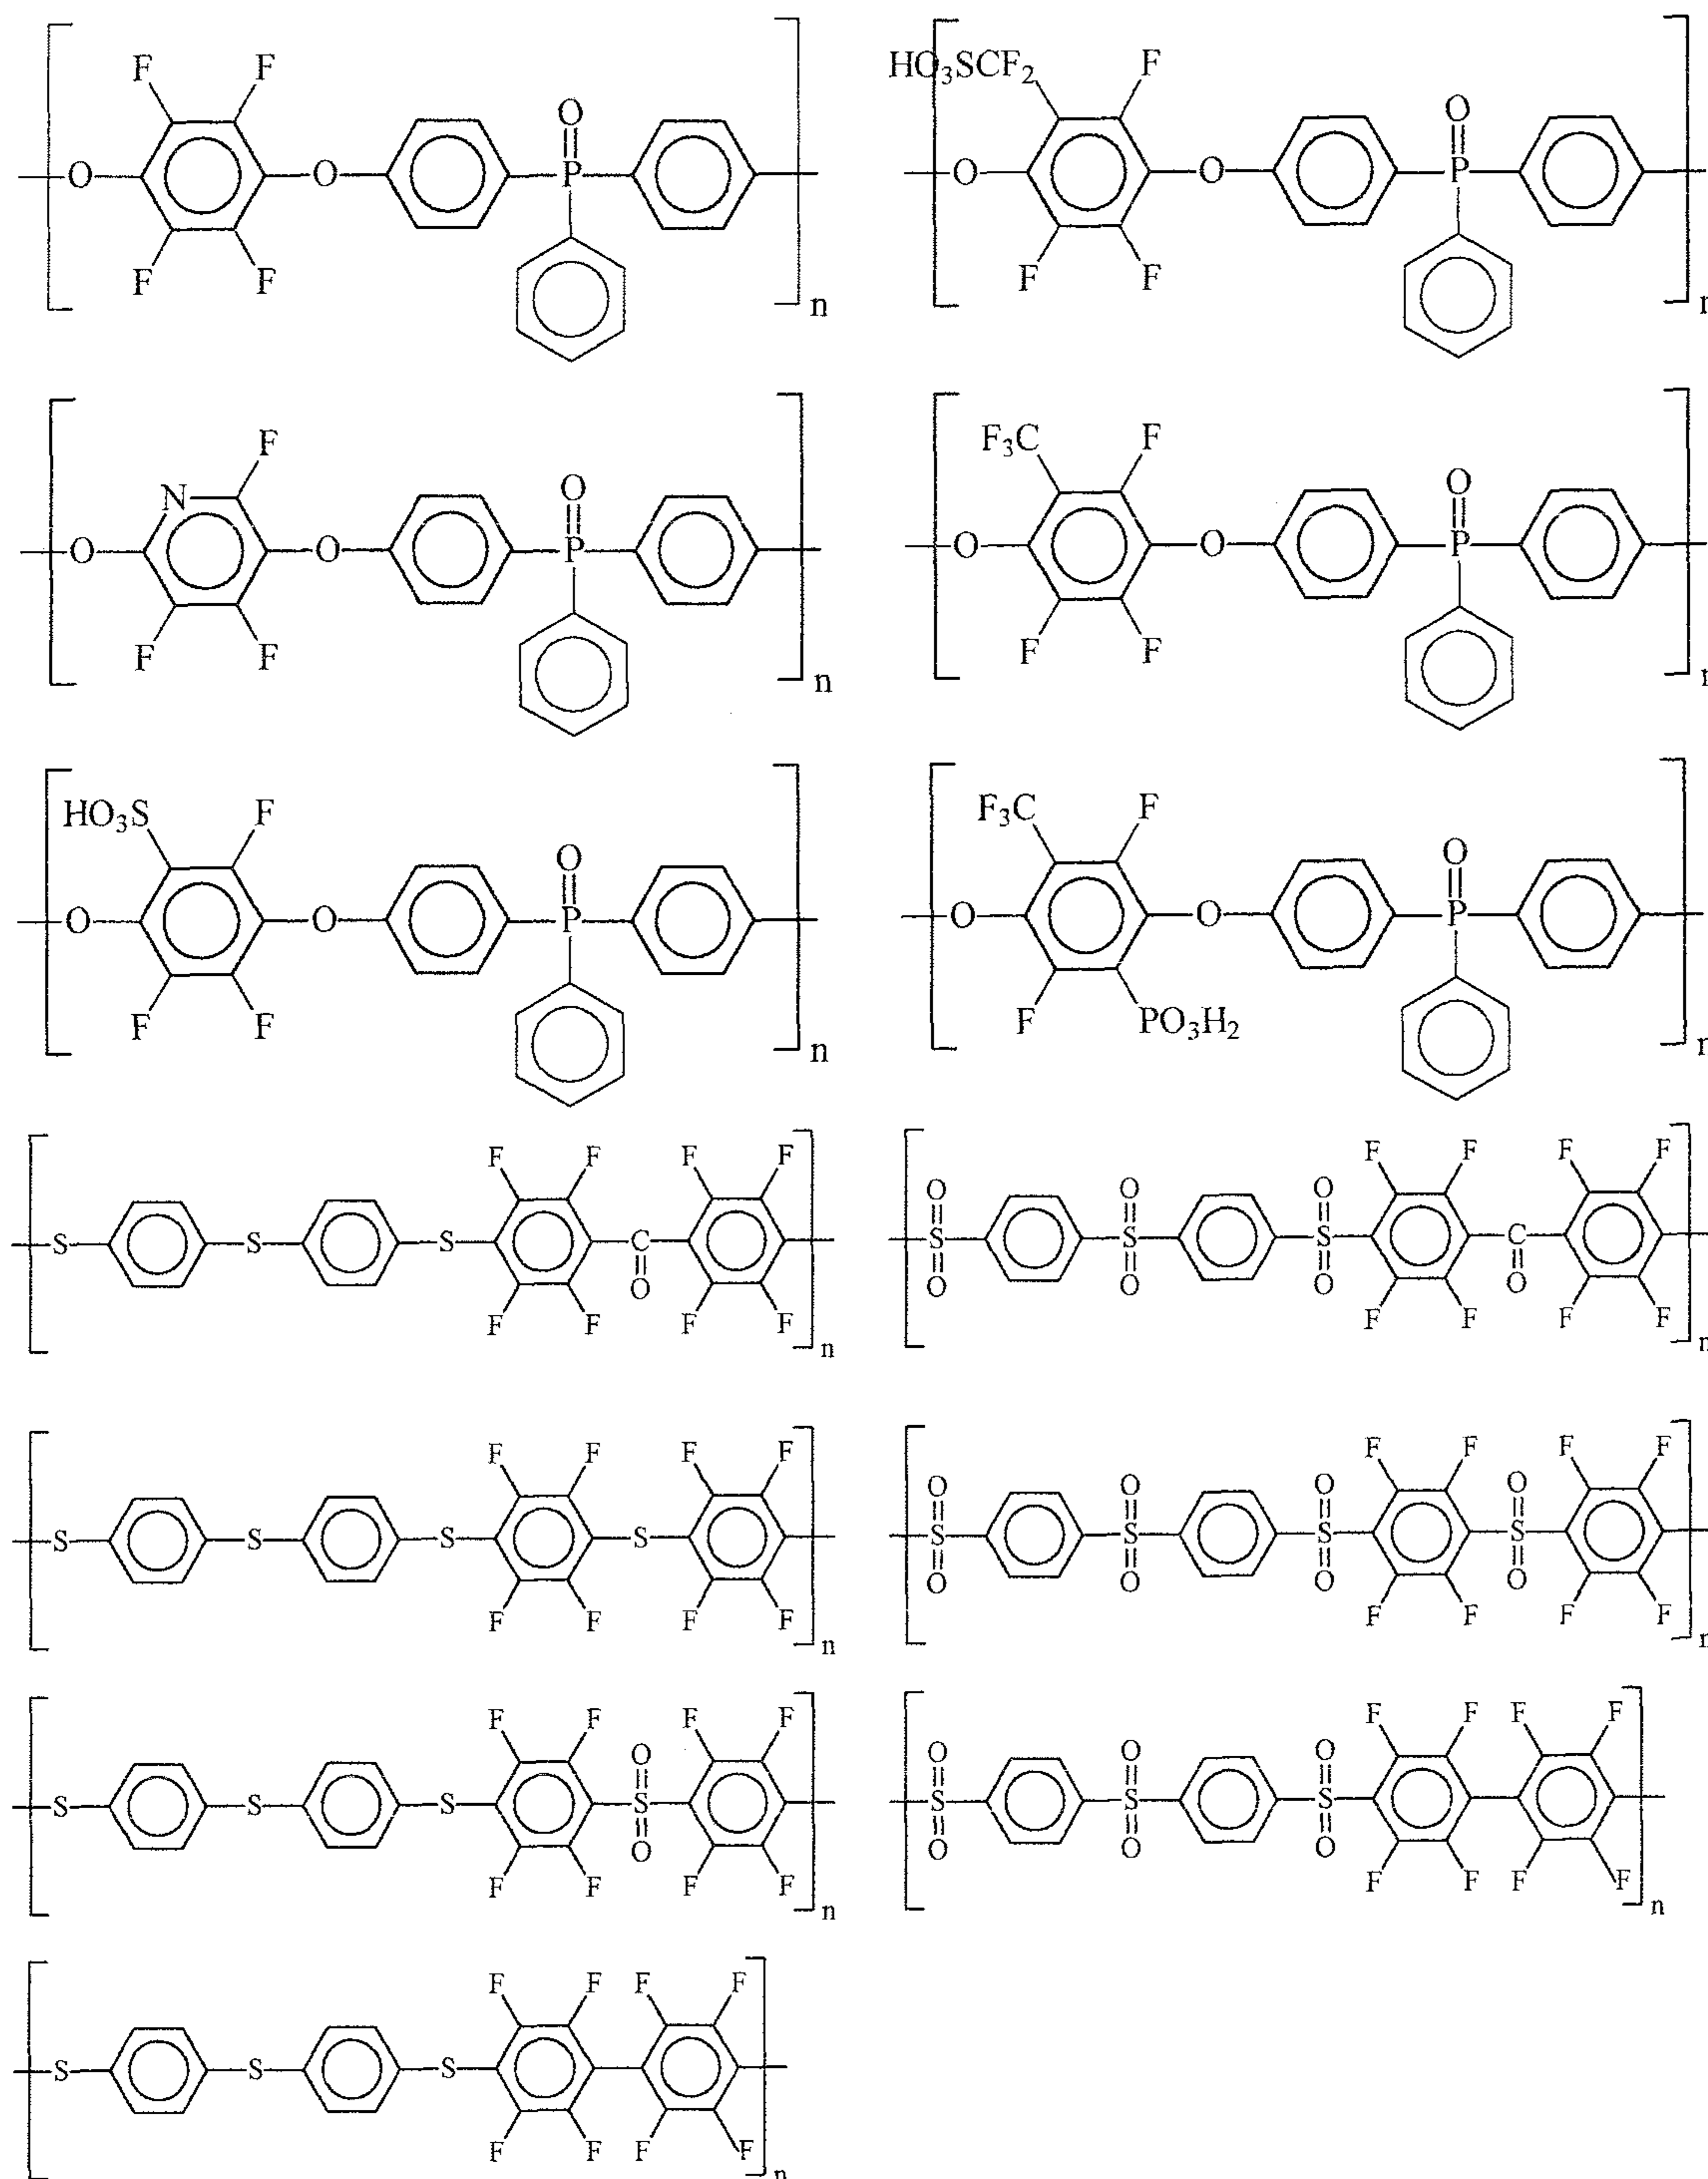 F F
O
O O P
F F
n
HO₃SCF₂ F
O
O O P
F F
n
F
N O
O O P
F F
n
F₃C F
O
O O P
F F
n
HO₃S F
O
O O P
F F
n
F₃C F
O
O O P
F PO₃H₂
n
F F F F
S S S C
O
F F F F
n
F F F F
O O O
S S S C
O O O O
F F F F
n
F F F F
S S S S
F F F F
n
F F F F
O O O O
S S S S
O O O O
F F F F
n
F F F F
O
S S S S
O
F F F F
n
F F F F
O O O
S S S
O O O
F F F F
n
F F F F
S S S
F F F F
n